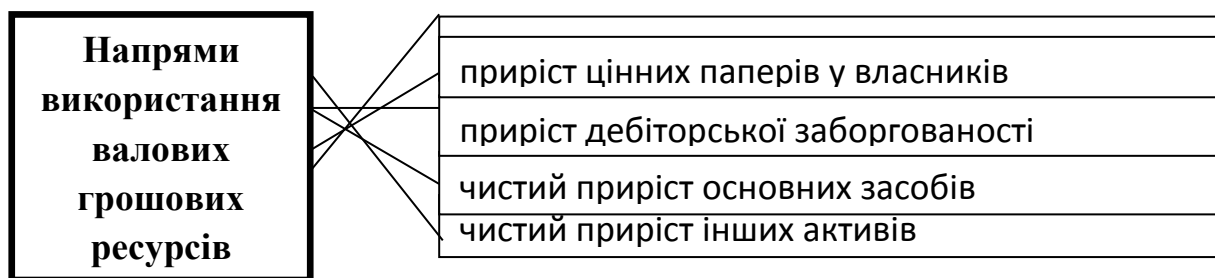 Напрями
використання
валових
грошових
ресурсів
приріст цінних паперів у власників
приріст дебіторської заборгованості
чистий приріст основних засобів
чистий приріст інших активів